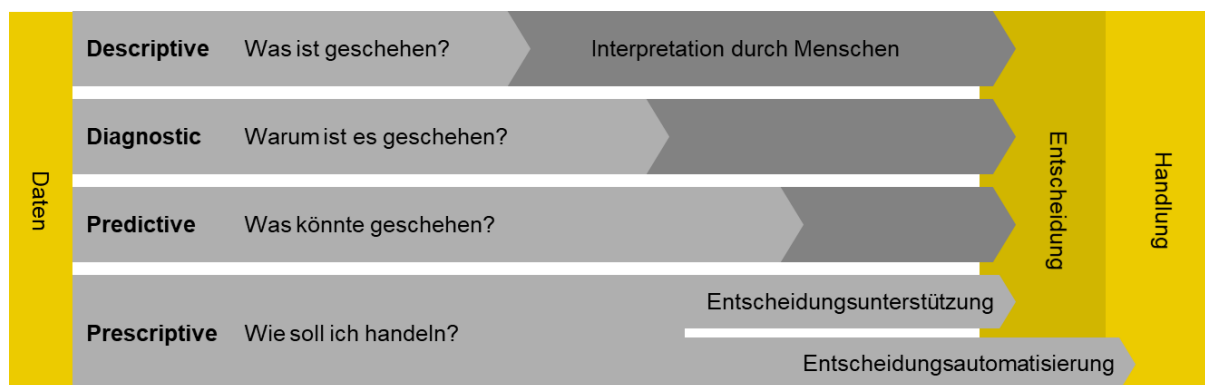 Daten
Descriptive Was ist geschehen? Interpretation durch Menschen
Diagnostic Warum ist es geschehen?
Predictive Was könnte geschehen?
Prescriptive Wie soll ich handeln?
Entscheidungsunterstützung
Entscheidungsautomatisierung
Entscheidung
Handlung